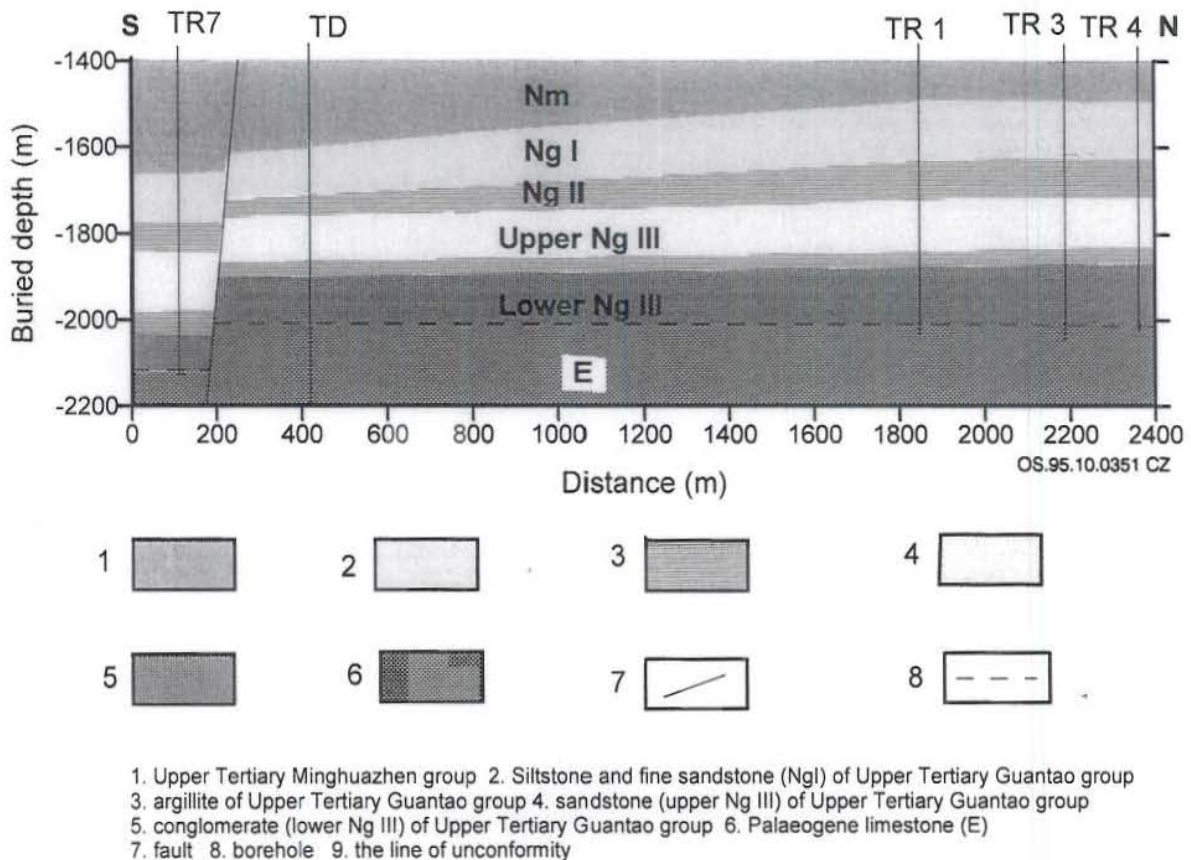 S TR7 TD TR 1 TR 3 TR 4 N
-1400
-1600
-1800
-2000
-2200
Buried depth (m)
Nm
Ng I
Ng II
Upper Ng III
Lower Ng III
E
0 200 400 600 800 1000 1200 1400 1600 1800 2000 2200 2400
OS.95.10.0351 CZ
Distance (m)
1 2 3 4
5 6 7 8
1. Upper Tertiary Minghuazhen group 2. Siltstone and fine sandstone (NgI) of Upper Tertiary Guantao group
3. argillite of Upper Tertiary Guantao group 4. sandstone (upper Ng III) of Upper Tertiary Guantao group
5. conglomerate (lower Ng III) of Upper Tertiary Guantao group 6. Palaeogene limestone (E)
7. fault 8. borehole 9. the line of unconformity